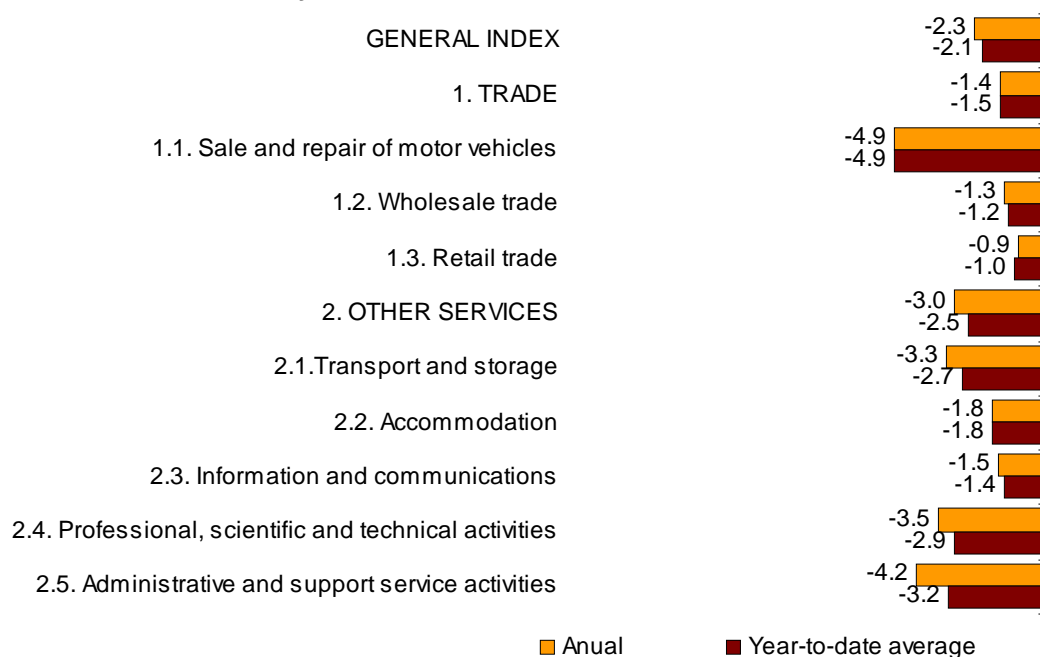 GENERAL INDEX
-2.3
-2.1
1. TRADE
-1.4
-1.5
1.1. Sale and repair of motor vehicles
-4.9
-4.9
1.2. Wholesale trade
-1.3
-1.2
1.3. Retail trade
-0.9
-1.0
2. OTHER SERVICES
-3.0
-2.5
2.1.Transport and storage
-3.3
-2.7
2.2. Accommodation
-1.8
-1.8
2.3. Information and communications
-1.5
-1.4
2.4. Professional, scientific and technical activities
-3.5
-2.9
2.5. Administrative and support service activities
-4.2
-3.2
Anual
Year-to-date average